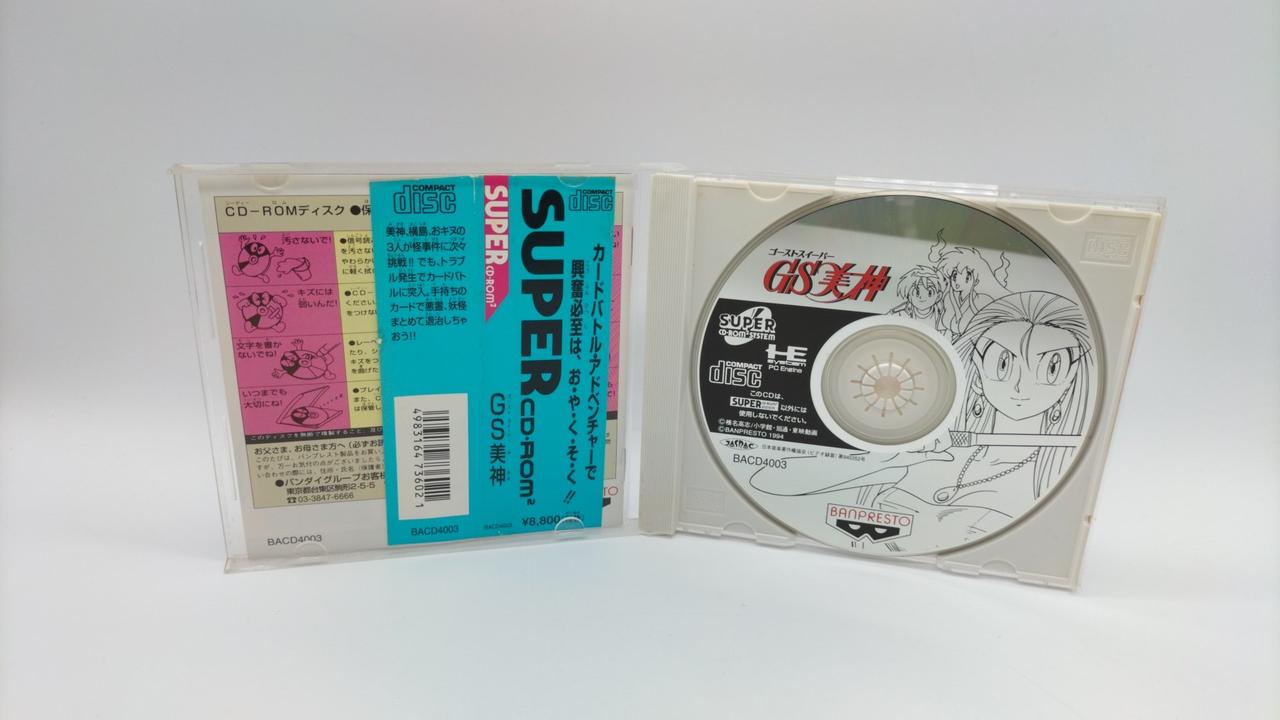 CD-ROMディスク ●保
汚さないで!
キズには
弱いんだ!
文字を書か
ないでね!
いつまでも
大切にね!
お父さま、お母さま方へ
●バンダイグループお客様
東京都台東区駒形2-5-5
☎03-3847-6666
BACD4003
COMPACT
disc
美神、横島、おキヌの
3人が怪事件に次々
挑戦!! でも、トラブ
ル発生でカードバト
ルに突入。手持ちの
カードで悪霊、妖怪
まとめて退治しちゃ
おう!!
4983164736021
BACD4003
SUPER CD-ROM²
SUPER CD-ROM²
GS美神
BACD4003
COMPACT
disc
カードバトル・アドベンチャーで
興奮必至は、お・や・く・そ・く!!
¥8,800
ゴーストスイーパー
GS美神
SUPER
CD-ROM² SYSTEM
HE
system
PC Engine
COMPACT
disc
このCDは、
SUPER 以外には
使用しないでください。
©椎名高志/小学館・旭通・東映動画
©BANPRESTO 1994
BACD4003
BANPRESTO
disc